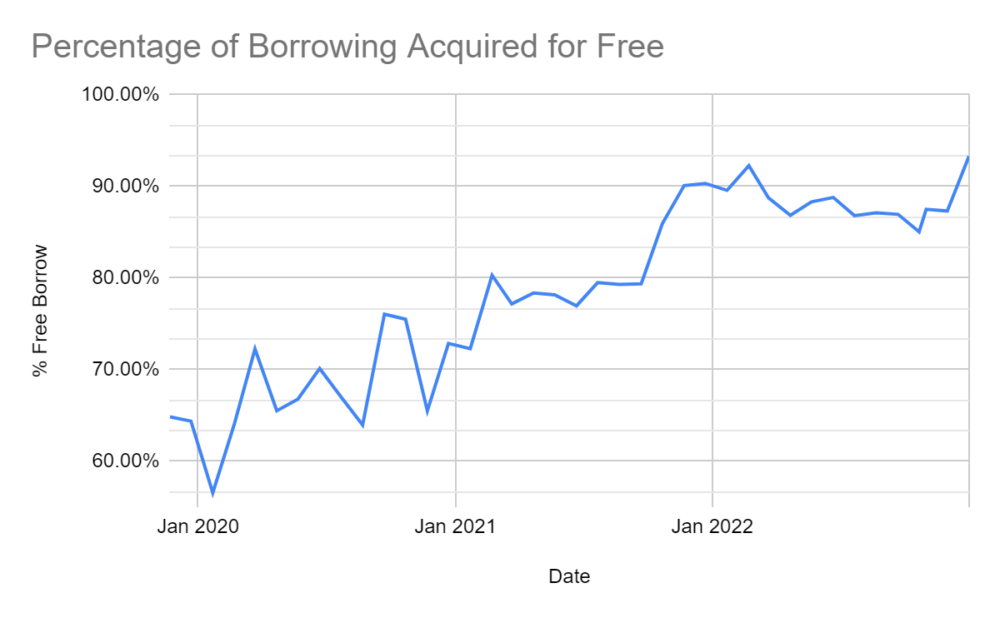 Percentage of Borrowing Acquired for Free
100.00%
90.00%
80.00%
70.00%
60.00%
% Free Borrow
Jan 2020
Jan 2021
Jan 2022
Date